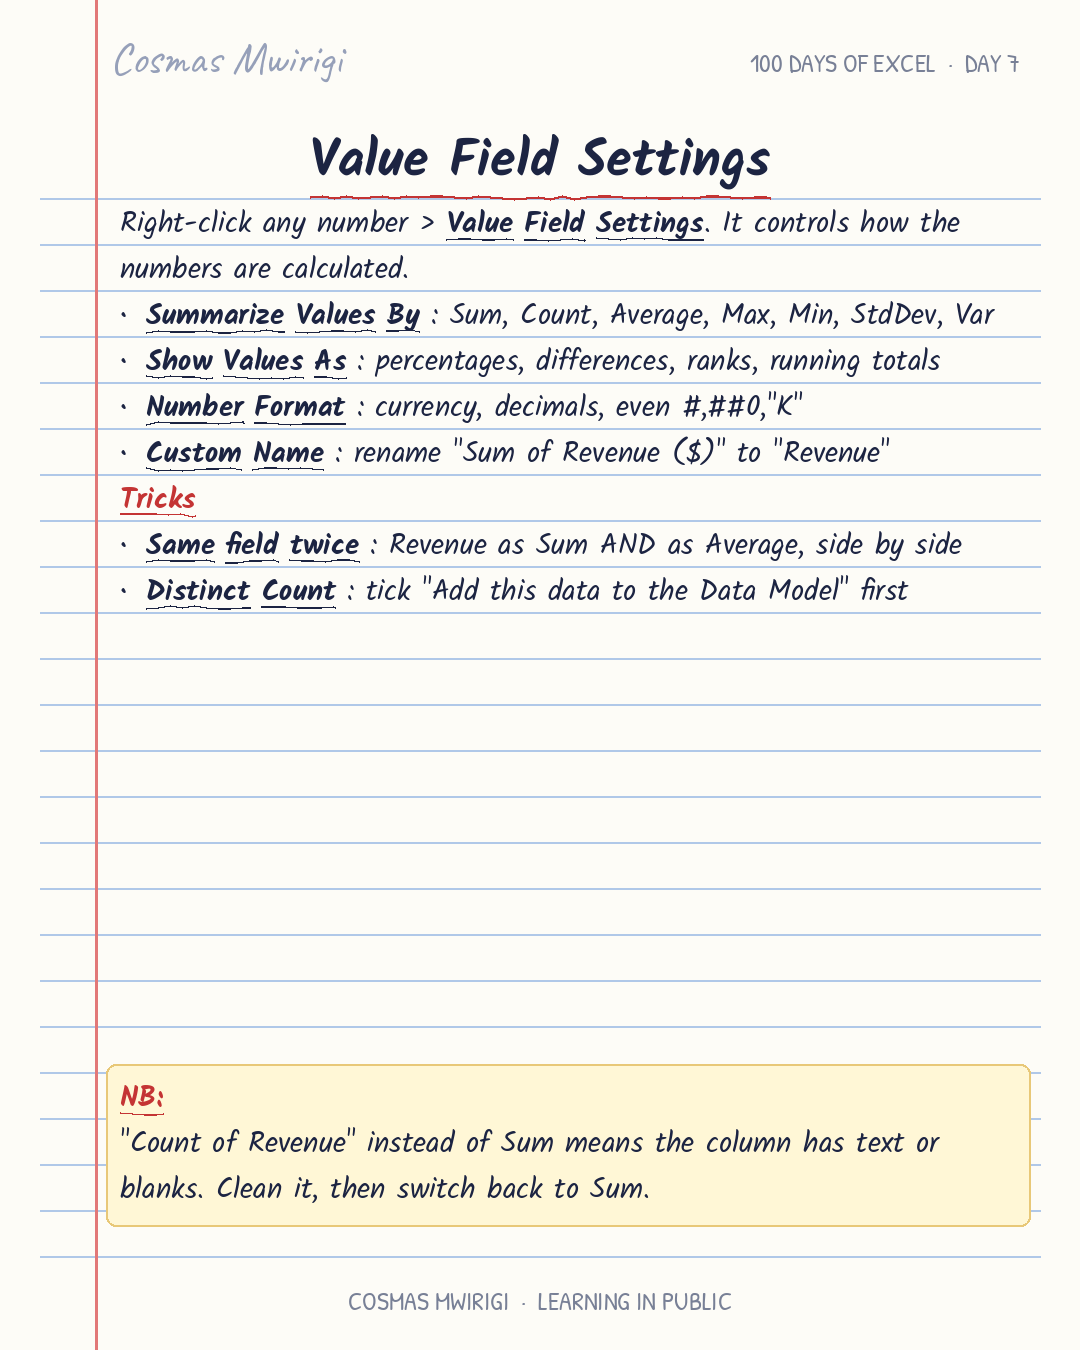 Cosmas Mwirigi
100 DAYS OF EXCEL · DAY 7
Value Field Settings
Right-click any number > Value Field Settings. It controls how the
numbers are calculated.
· Summarize Values By : Sum, Count, Average, Max, Min, StdDev, Var
· Show Values As : percentages, differences, ranks, running totals
· Number Format : currency, decimals, even #,##0,"K"
· Custom Name : rename "Sum of Revenue ($)" to "Revenue"
Tricks
· Same field twice : Revenue as Sum AND as Average, side by side
· Distinct Count : tick "Add this data to the Data Model" first
NB:
"Count of Revenue" instead of Sum means the column has text or
blanks. Clean it, then switch back to Sum.
COSMAS MWIRIGI · LEARNING IN PUBLIC